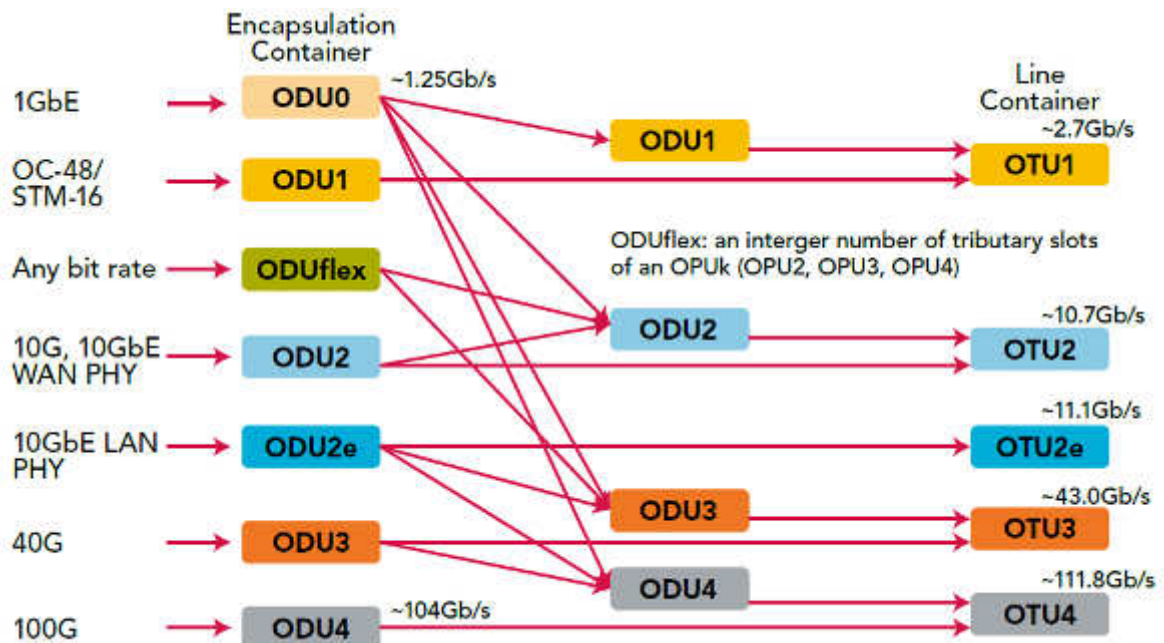 Encapsulation
Container
Line
Container
1GbE
ODU0
~1.25Gb/s
ODU1
~2.7Gb/s
OTU1
OC-48/
STM-16
ODU1
Any bit rate
ODUflex
ODUflex: an interger number of tributary slots
of an OPUk (OPU2, OPU3, OPU4)
10G, 10GbE
WAN PHY
ODU2
ODU2
~10.7Gb/s
OTU2
10GbE LAN
PHY
ODU2e
~11.1Gb/s
OTU2e
40G
ODU3
ODU3
~43.0Gb/s
OTU3
100G
ODU4
~104Gb/s
ODU4
~111.8Gb/s
OTU4